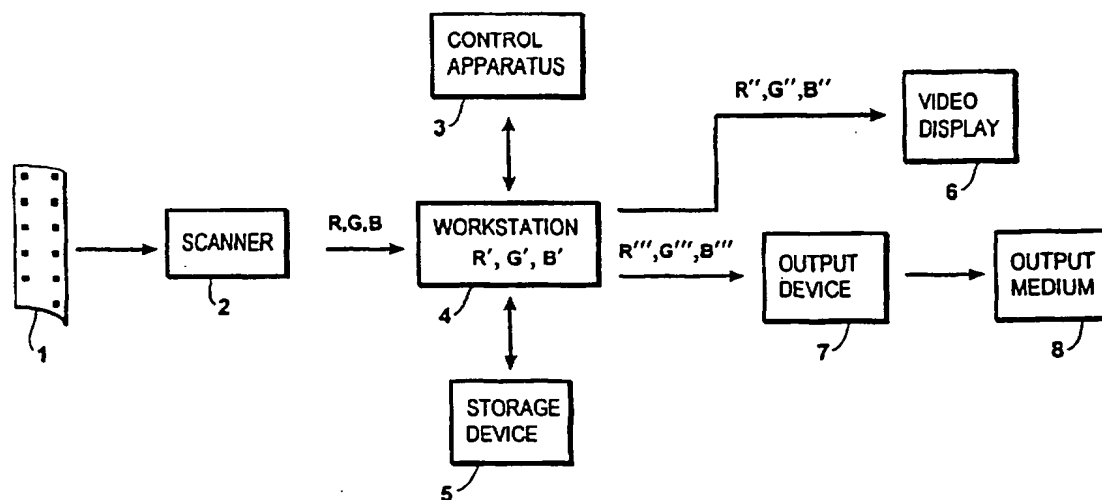 CONTROL
APPARATUS
3
R'',G'',B''
VIDEO
DISPLAY
6
SCANNER
2
R,G,B
WORKSTATION
R', G', B'
4
R''',G''',B'''
OUTPUT
DEVICE
7
OUTPUT
MEDIUM
8
1
STORAGE
DEVICE
5